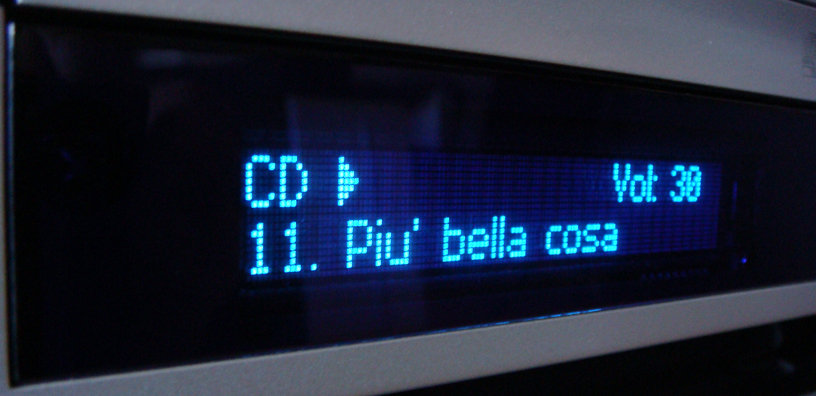 CD ▶ Vol: 30
11. Piu' bella cosa